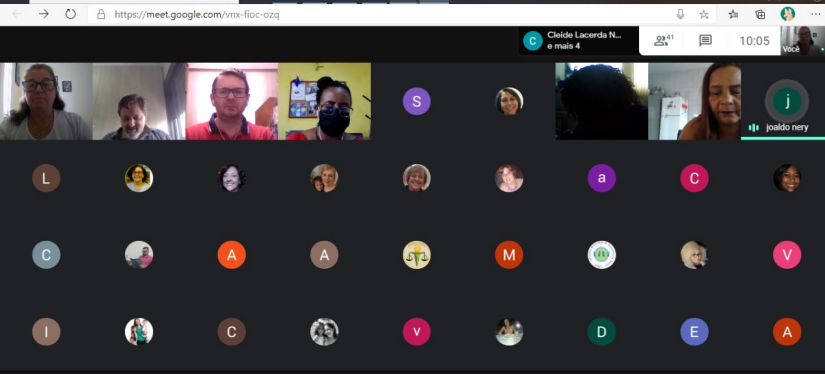 https://meet.google.com/vnx-fioc-ozq
C
Cleide Lacerda N...
e mais 4
41
10:05
Você
S
j
joaldo nery
L
a
C
C
A
A
M
V
I
C
v
D
E
A